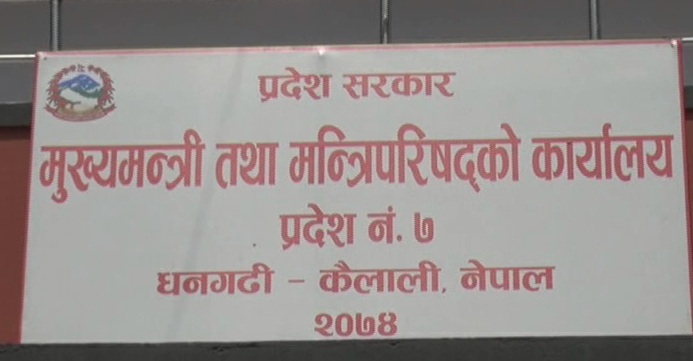 प्रदेश सरकार
मुख्यमन्त्री तथा मन्त्रिपरिषद्को कार्यालय
प्रदेश नं. ७
धनगढी - कैलाली, नेपाल
२०७४